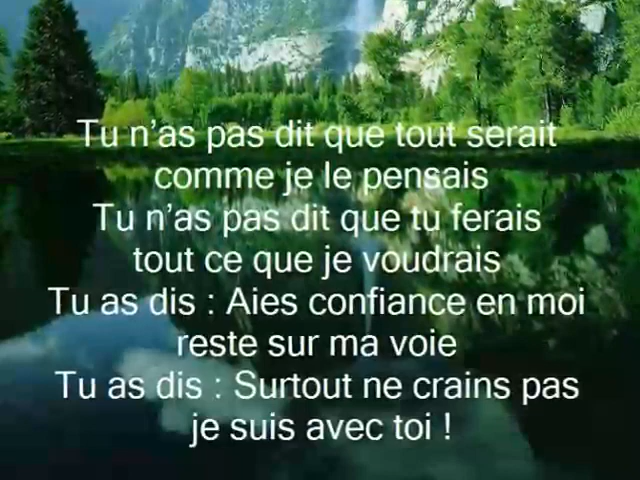 Tu n'as pas dit que tout serait
comme je le pensais
Tu n'as pas dit que tu ferais
tout ce que je voudrais
Tu as dis : Aies confiance en moi
reste sur ma voie
Tu as dis : Surtout ne crains pas
je suis avec toi !